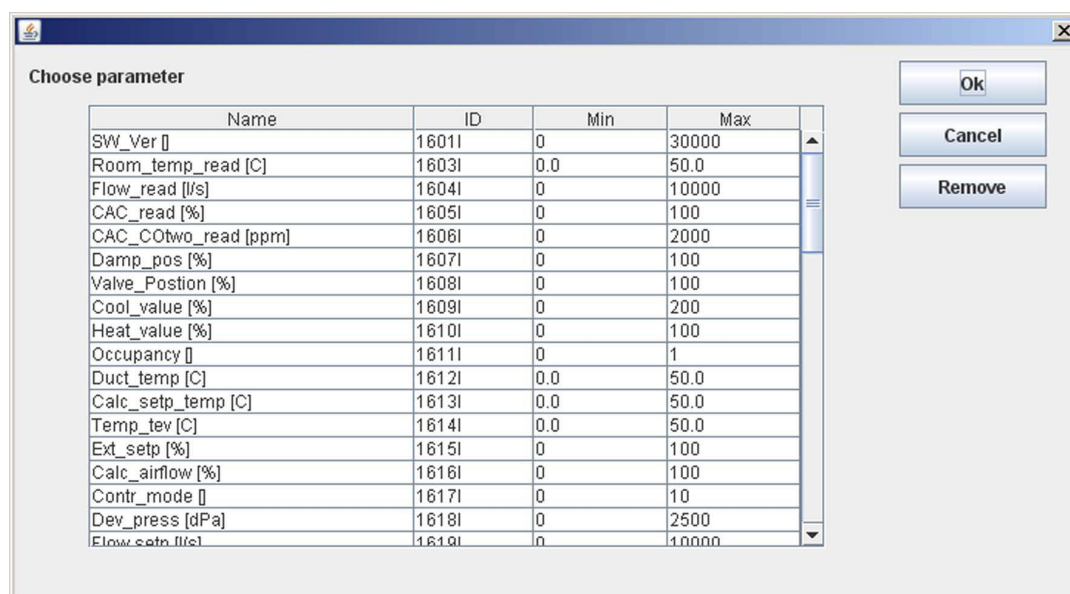 Choose parameter
Ok
Cancel
Remove
Name ID Min Max
SW_Ver [] 1601I 0 30000
Room_temp_read [C] 1603I 0.0 50.0
Flow_read [l/s] 1604I 0 10000
CAC_read [%] 1605I 0 100
CAC_COtwo_read [ppm] 1606I 0 2000
Damp_pos [%] 1607I 0 100
Valve_Postion [%] 1608I 0 100
Cool_value [%] 1609I 0 200
Heat_value [%] 1610I 0 100
Occupancy [] 1611I 0 1
Duct_temp [C] 1612I 0.0 50.0
Calc_setp_temp [C] 1613I 0.0 50.0
Temp_tev [C] 1614I 0.0 50.0
Ext_setp [%] 1615I 0 100
Calc_airflow [%] 1616I 0 100
Contr_mode [] 1617I 0 10
Dev_press [dPa] 1618I 0 2500
Flow_setp [l/s] 1619I 0 10000